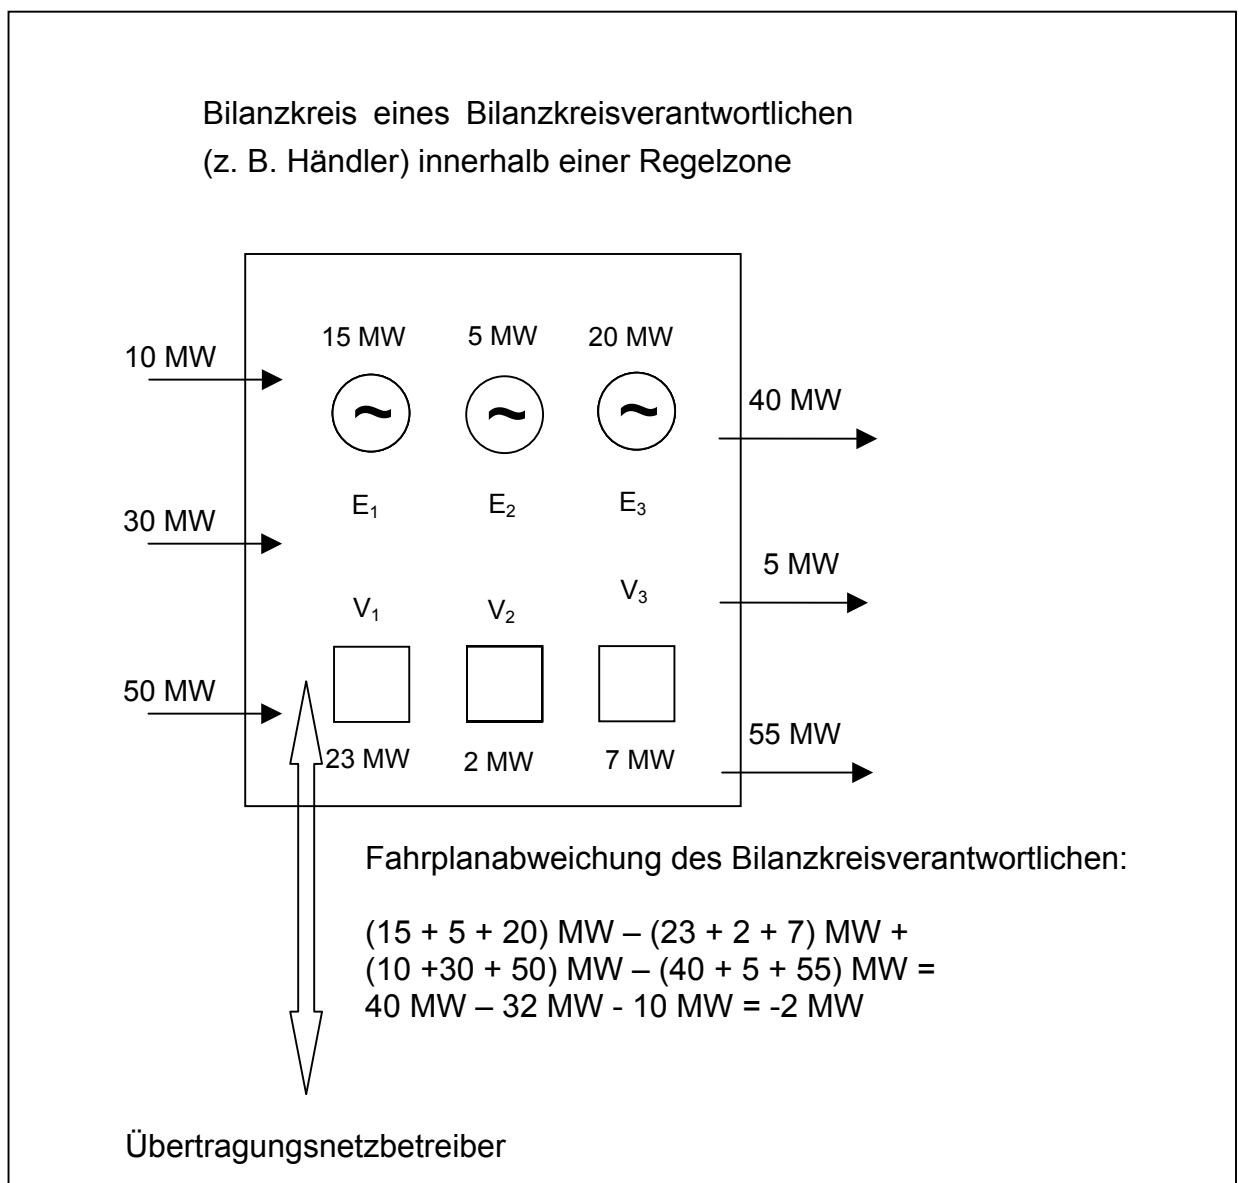 Bilanzkreis eines Bilanzkreisverantwortlichen
(z. B. Händler) innerhalb einer Regelzone
15 MW 5 MW 20 MW
10 MW
40 MW
~ ~ ~
E₁ E₂ E₃
30 MW
5 MW
V₁ V₂ V₃
50 MW
55 MW
23 MW 2 MW 7 MW
Fahrplanabweichung des Bilanzkreisverantwortlichen:
(15 + 5 + 20) MW – (23 + 2 + 7) MW +
(10 +30 + 50) MW – (40 + 5 + 55) MW =
40 MW – 32 MW - 10 MW = -2 MW
Übertragungsnetzbetreiber